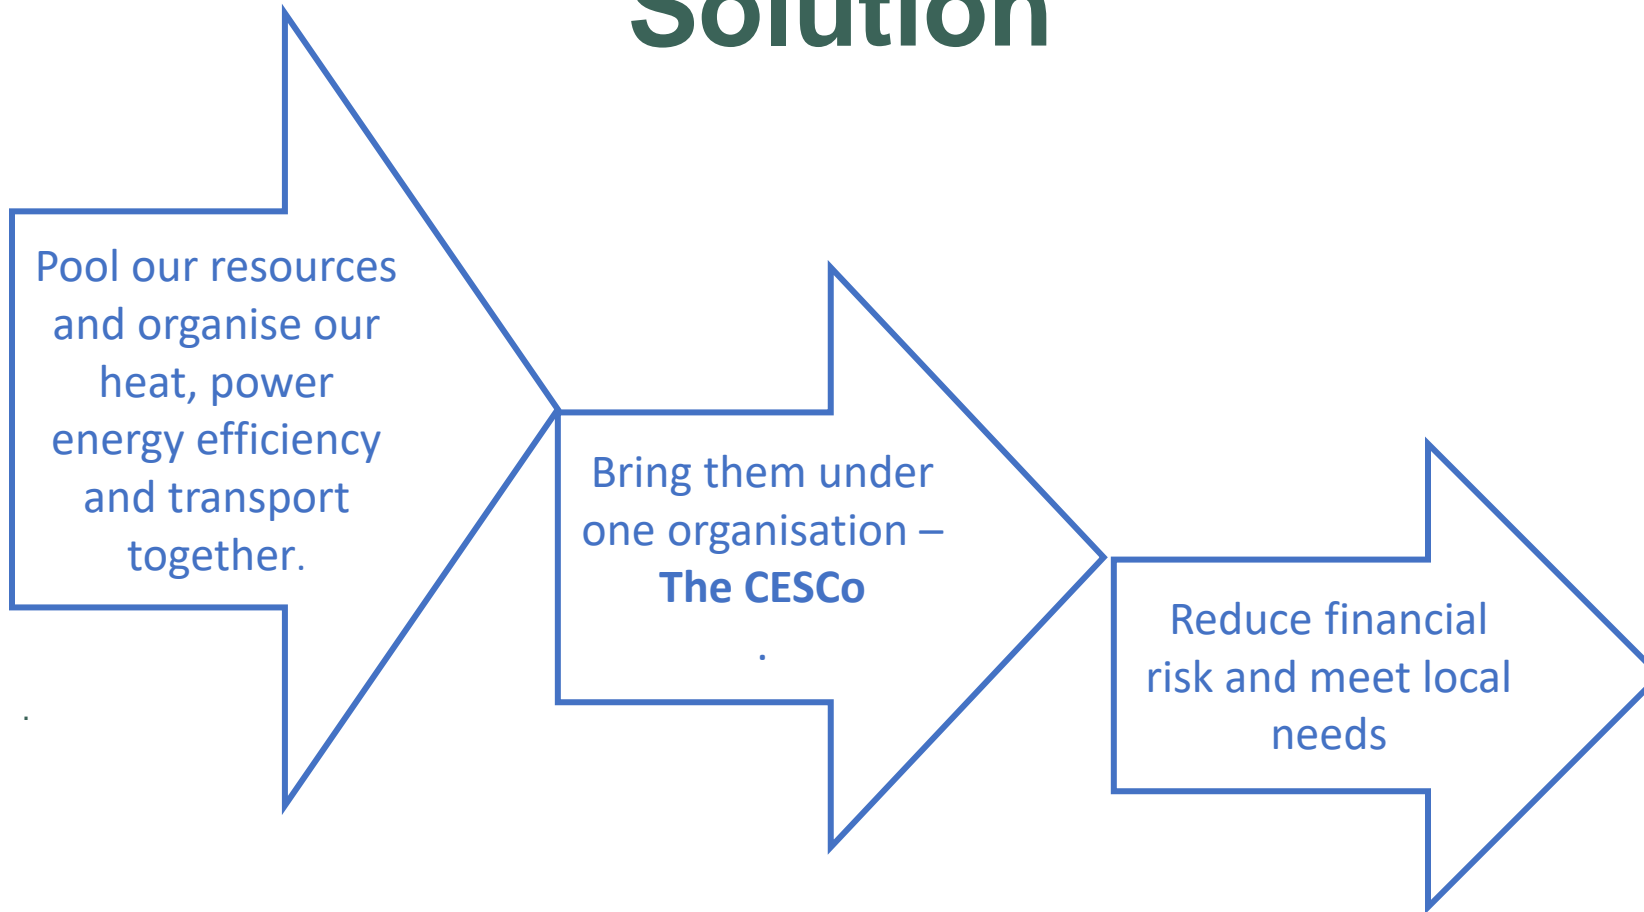 Solution
Pool our resources
and organise our
heat, power
energy efficiency
and transport
together.
Bring them under
one organisation –
The CESCo
.
Reduce financial
risk and meet local
needs
.